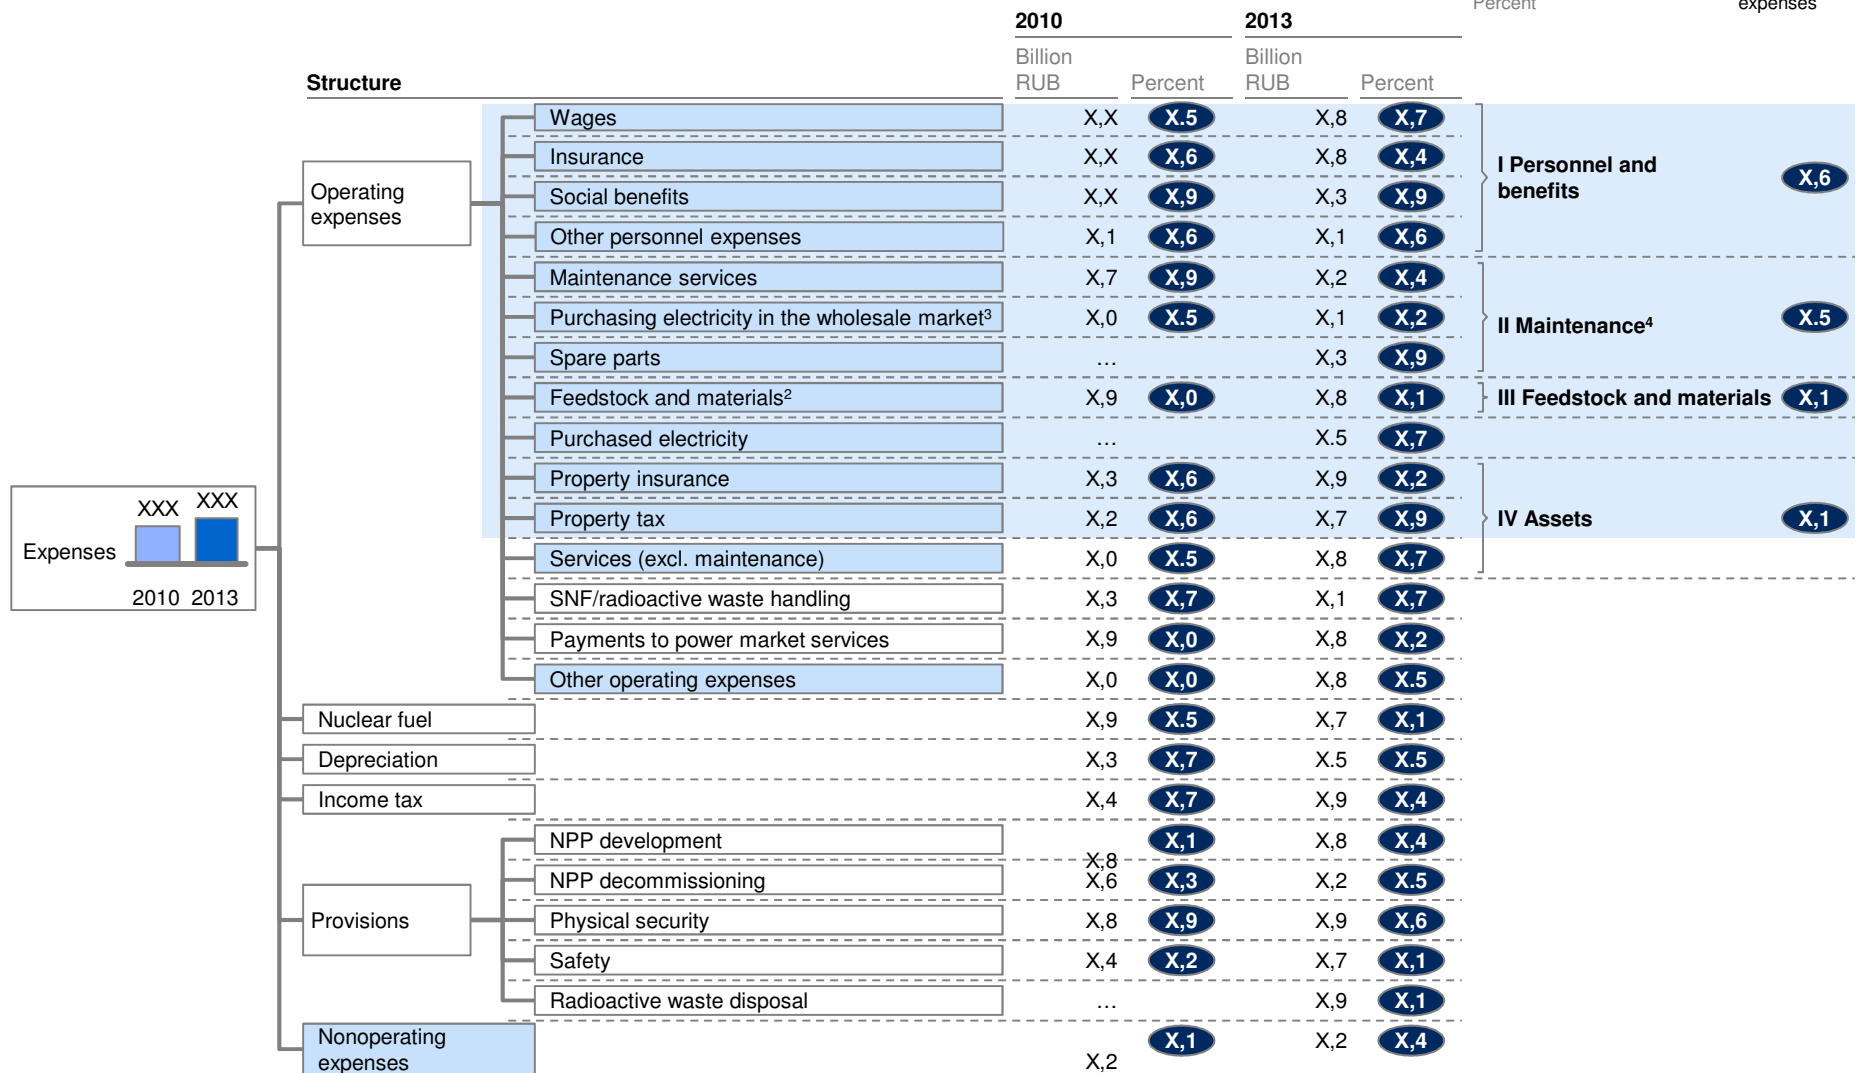 Percent
expenses
2010 2013
Billion RUB Percent Billion RUB Percent
Structure
Wages X,X X.5 X,8 X,7
Insurance X,X X,6 X,8 X,4
Social benefits X,X X,9 X,3 X,9
Other personnel expenses X,1 X,6 X,1 X,6
Operating
expenses
I Personnel and
benefits X,6
Maintenance services X,7 X,9 X,2 X,4
Purchasing electricity in the wholesale market³ X,0 X.5 X,1 X,2
Spare parts … X,3 X,9
II Maintenance⁴ X.5
Feedstock and materials² X,9 X,0 X,8 X,1
III Feedstock and materials X,1
Purchased electricity … X.5 X,7
Property insurance X,3 X,6 X,9 X,2
Property tax X,2 X,6 X,7 X,9
IV Assets X,1
Services (excl. maintenance) X,0 X.5 X,8 X,7
SNF/radioactive waste handling X,3 X,7 X,1 X,7
Payments to power market services X,9 X,0 X,8 X,2
Other operating expenses X,0 X,0 X,8 X.5
Expenses XXX XXX
2010 2013
Nuclear fuel X,9 X.5 X,7 X,1
Depreciation X,3 X,7 X.5 X.5
Income tax X,4 X,7 X,9 X,4
Provisions
NPP development X,8 X,1 X,8 X,4
NPP decommissioning X,6 X,3 X,2 X.5
Physical security X,8 X,9 X,9 X,6
Safety X,4 X,2 X,7 X,1
Radioactive waste disposal … X,9 X,1
Nonoperating
expenses X,2 X,1 X,2 X,4